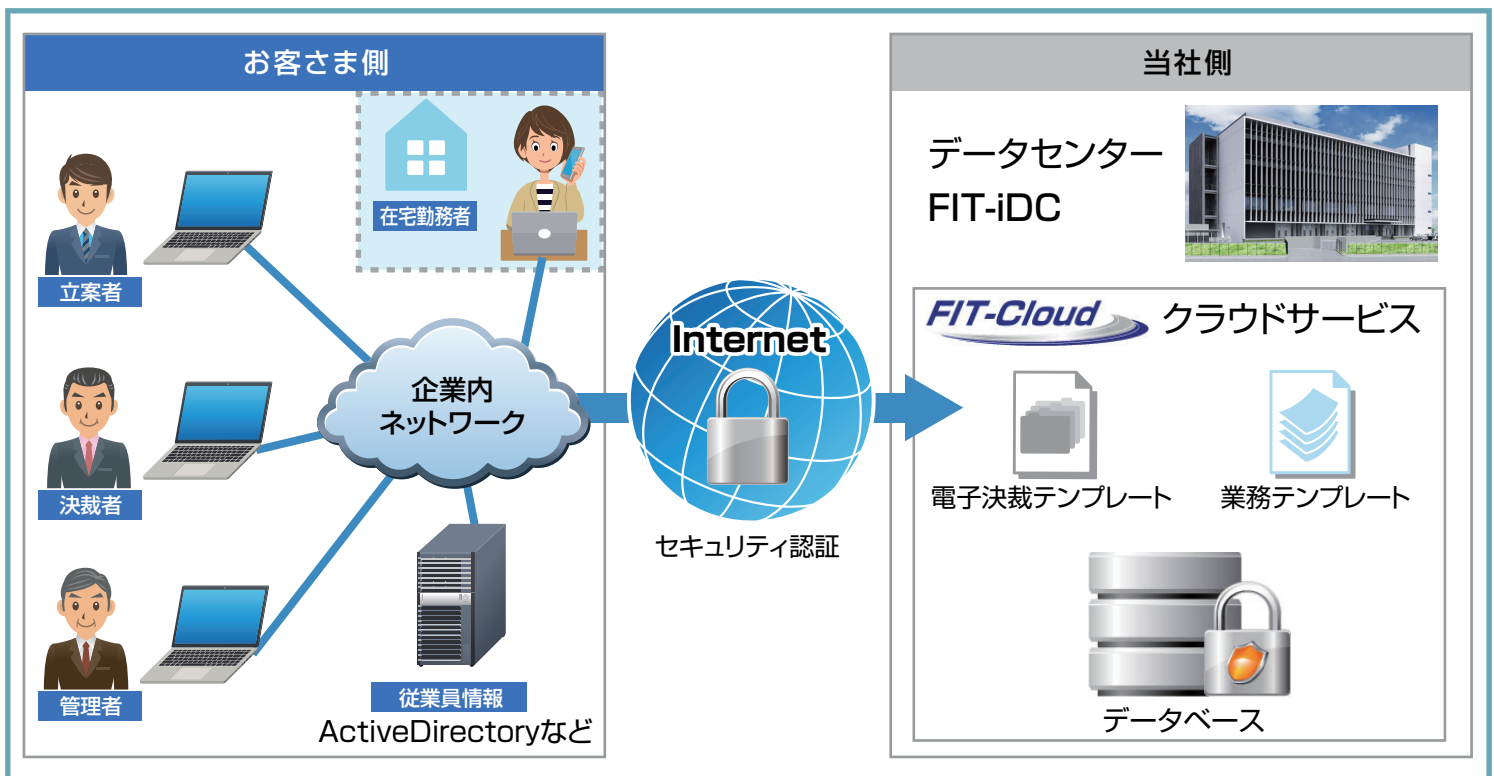 お客さま側
在宅勤務者
立案者
企業内
ネットワーク
決裁者
管理者
従業員情報
ActiveDirectoryなど
Internet
セキュリティ認証
当社側
データセンター
FIT-iDC
FIT-Cloud クラウドサービス
電子決裁テンプレート
業務テンプレート
データベース